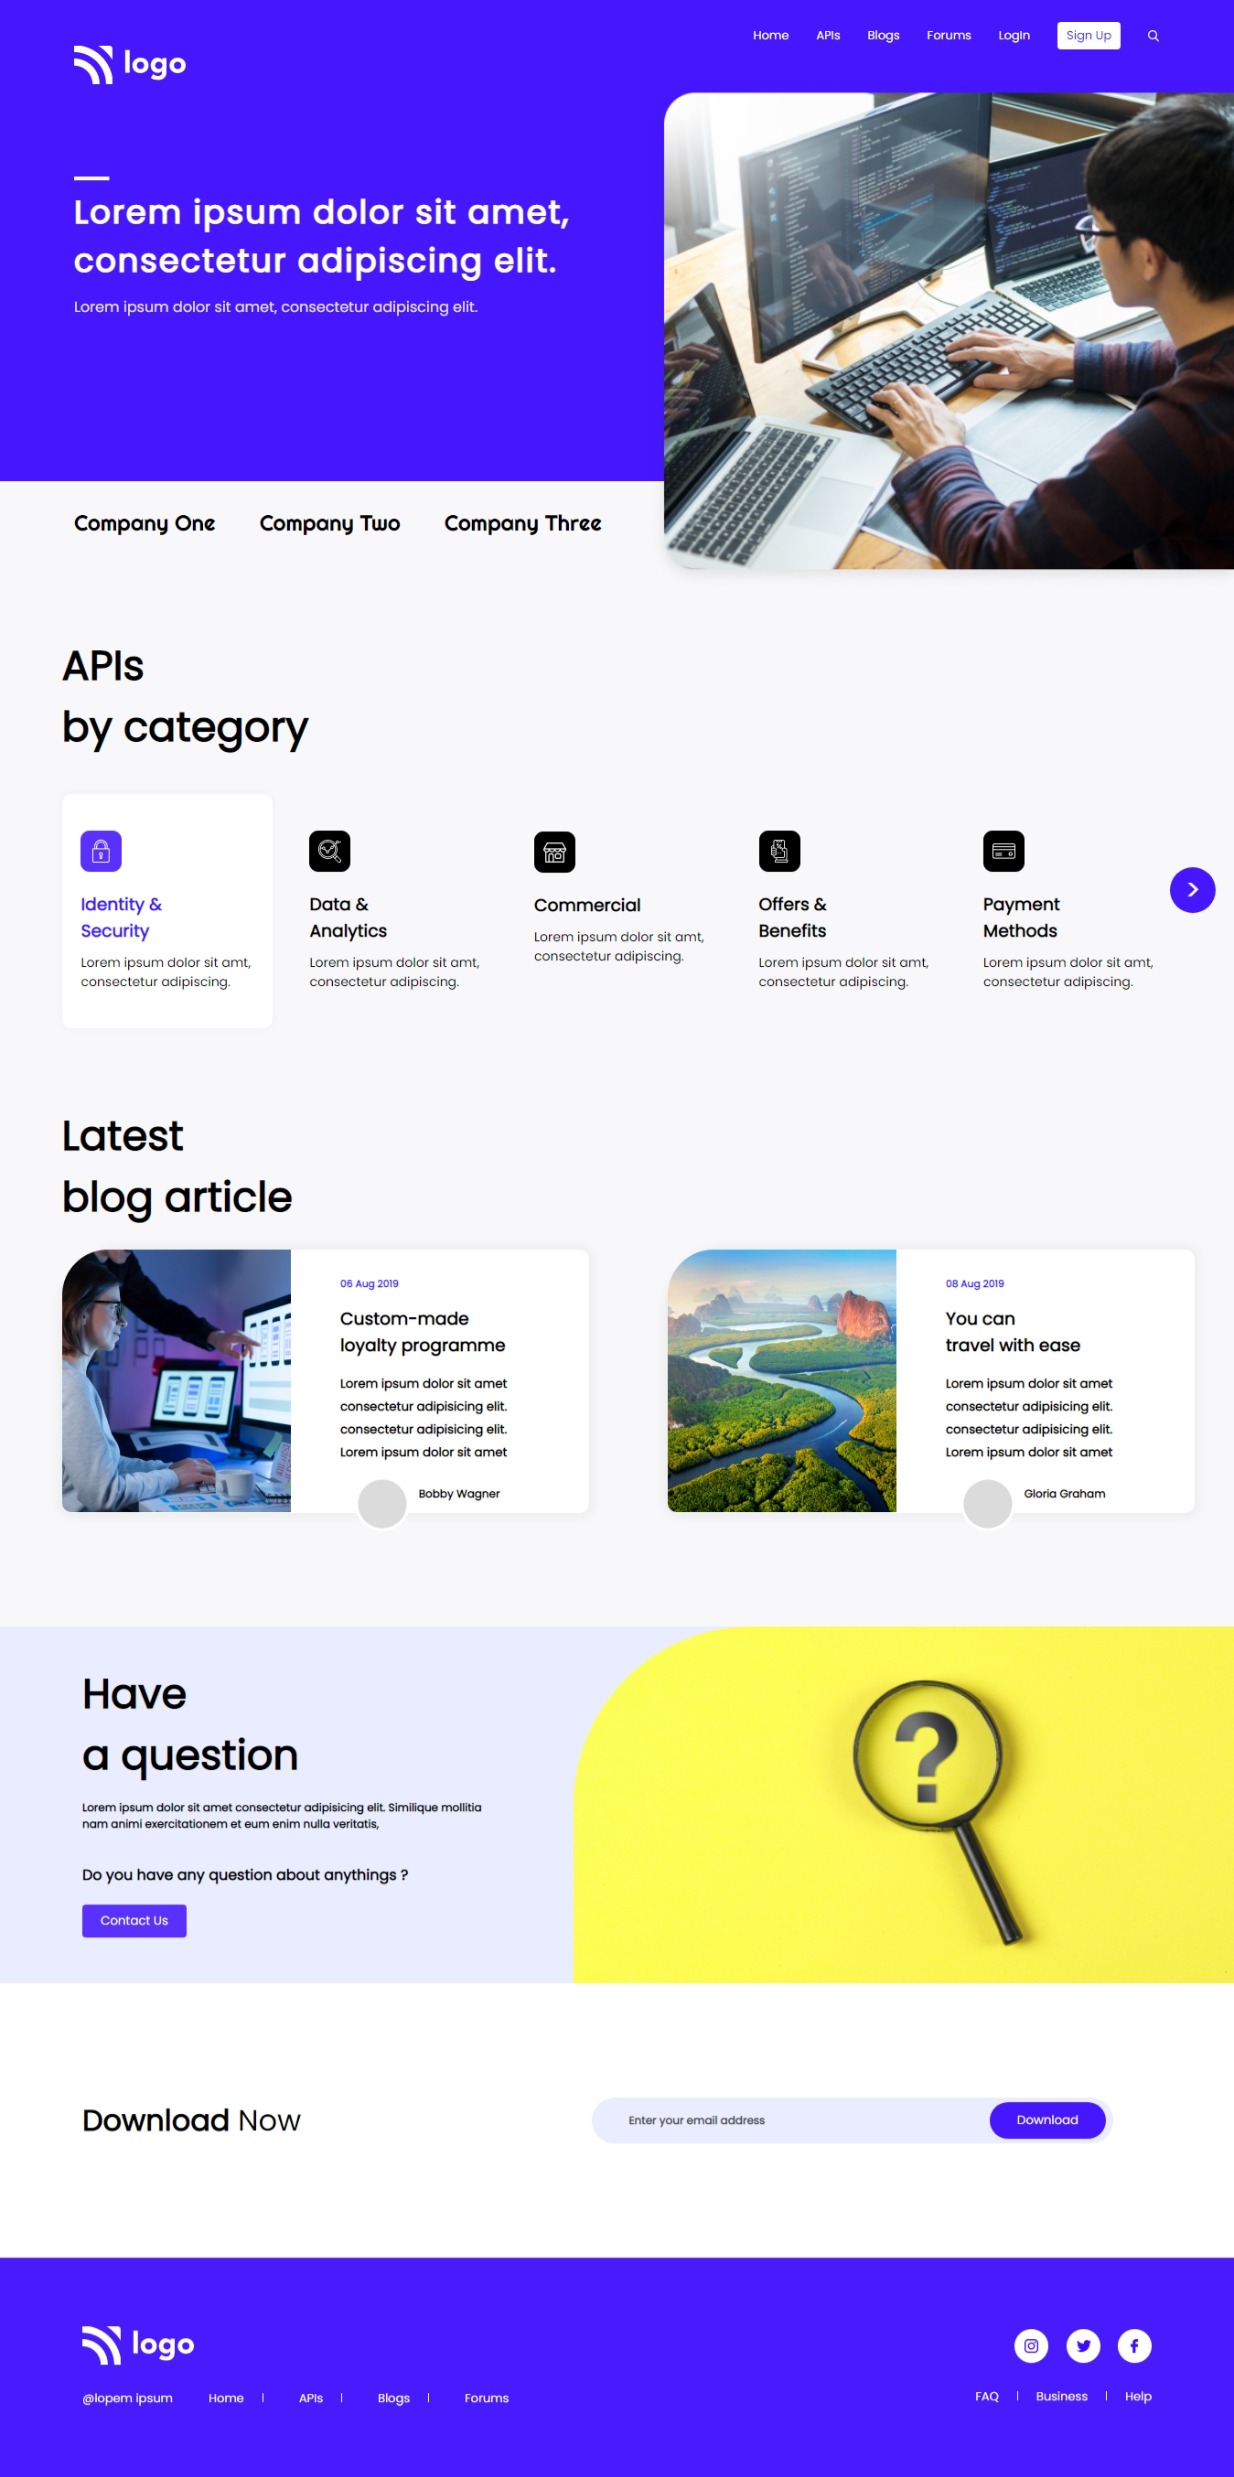 Home APIs Blogs Forums LogIn Sign Up
logo
Lorem ipsum dolor sit amet,
consectetur adipiscing elit.
Lorem ipsum dolor sit amet, consectetur adipiscing elit.
Company One Company Two Company Three
APIs
by category
Identity &
Security
Lorem ipsum dolor sit amt,
consectetur adipiscing.
Data &
Analytics
Lorem ipsum dolor sit amt,
consectetur adipiscing.
Commercial
Lorem ipsum dolor sit amt,
consectetur adipiscing.
Offers &
Benefits
Lorem ipsum dolor sit amt,
consectetur adipiscing.
Payment
Methods
Lorem ipsum dolor sit amt,
consectetur adipiscing.
Latest
blog article
06 Aug 2019
Custom-made
loyalty programme
Lorem ipsum dolor sit amet
consectetur adipisicing elit.
consectetur adipisicing elit.
Lorem ipsum dolor sit amet
Bobby Wagner
08 Aug 2019
You can
travel with ease
Lorem ipsum dolor sit amet
consectetur adipisicing elit.
consectetur adipisicing elit.
Lorem ipsum dolor sit amet
Gloria Graham
Have
a question
Lorem ipsum dolor sit amet consectetur adipisicing elit. Similique mollitia
nam animi exercitationem et eum enim nulla veritatis,
Do you have any question about anythings ?
Contact Us
?
Download Now
Enter your email address
Download
logo
@lopem ipsum Home | APIs | Blogs | Forums
FAQ | Business | Help